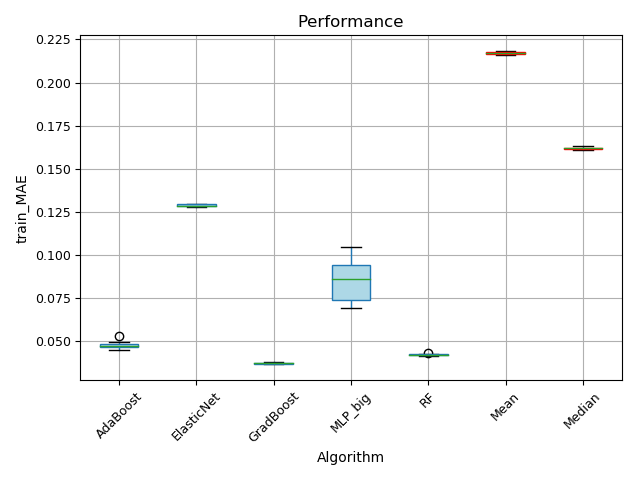 Performance
train_MAE
0.225
0.200
0.175
0.150
0.125
0.100
0.075
0.050
AdaBoost
ElasticNet
GradBoost
MLP_big
RF
Mean
Median
Algorithm